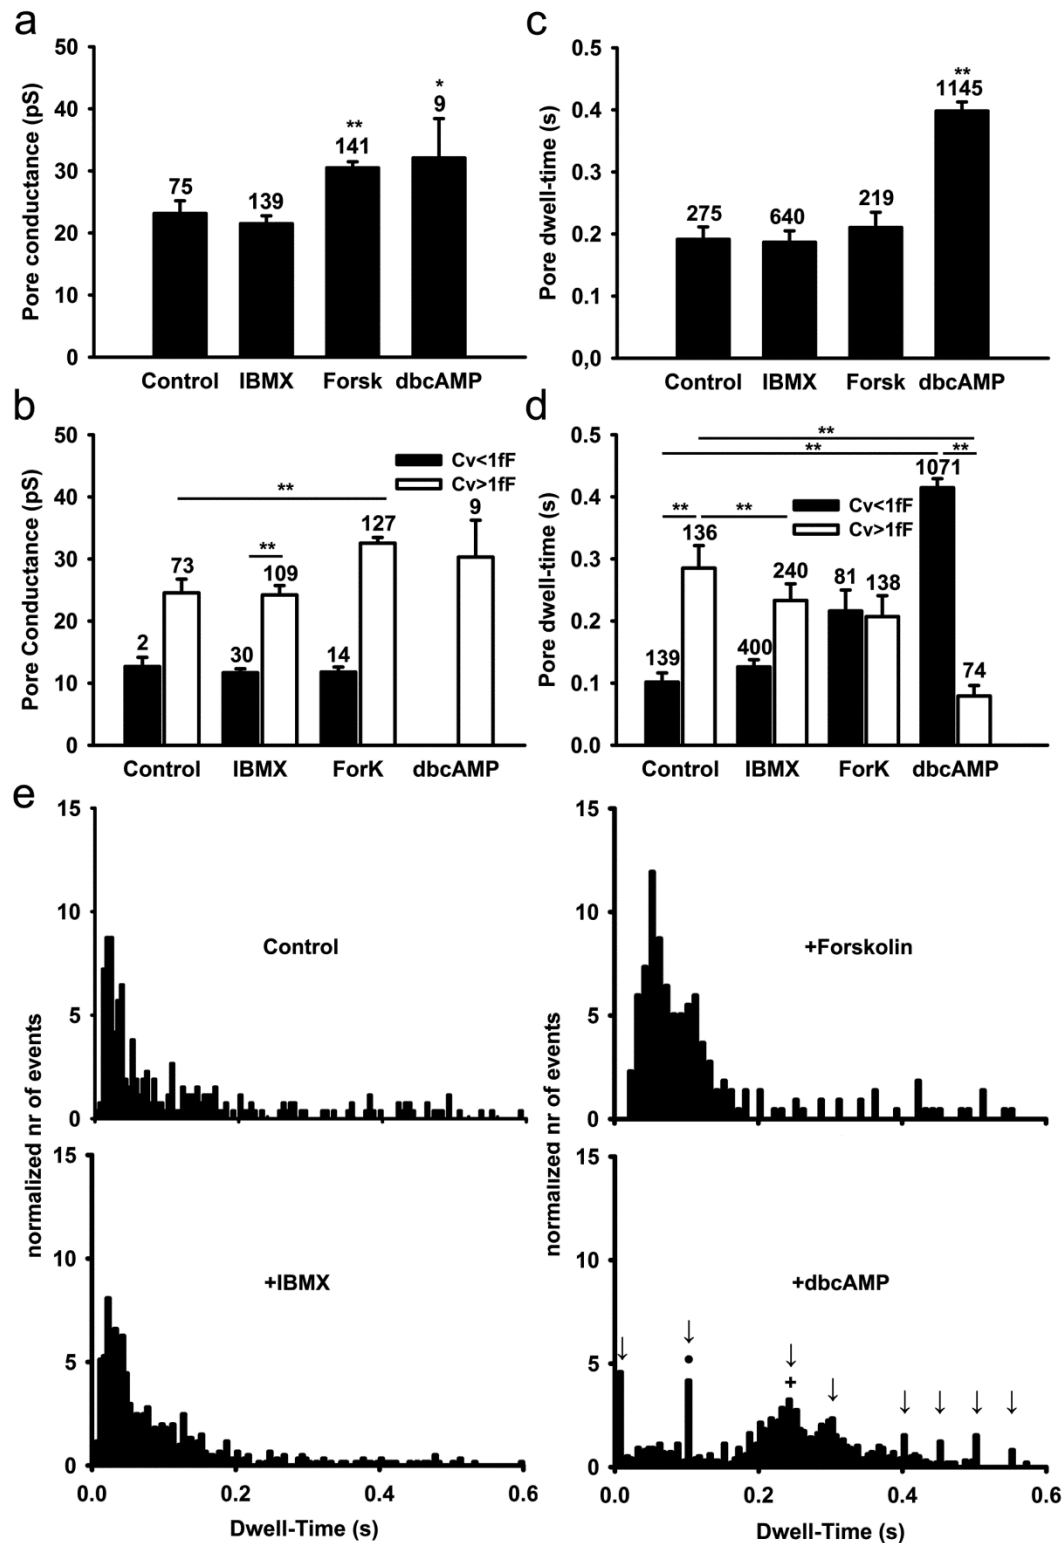 a
50
40
30
20
10
0
Pore conductance (pS)
75
139
**
141
*
9
Control IBMX Forsk dbcAMP
c
0.5
0.4
0.3
0.2
0.1
0,0
Pore dwell-time (s)
275
640
219
**
1145
Control IBMX Forsk dbcAMP
b
50
40
30
20
10
0
Pore Conductance (pS)
Cv<1fF
Cv>1fF
**
**
2
73
30
109
14
127
9
Control IBMX ForK dbcAMP
d
0.5
0.4
0.3
0.2
0.1
0.0
Pore dwell-time (s)
**
**
**
**
**
Cv<1fF
Cv>1fF
139
136
400
240
81
138
1071
74
Control IBMX ForK dbcAMP
e
normalized nr of events
15
10
5
0
Control
15
10
5
0
+IBMX
0.0 0.2 0.4 0.6
Dwell-Time (s)
normalized nr of events
15
10
5
0
+Forskolin
15
10
5
0
+dbcAMP
↓ ↓ ↓ ↓ ↓ ↓ ↓ ↓
• +
0.0 0.2 0.4 0.6
Dwell-Time (s)